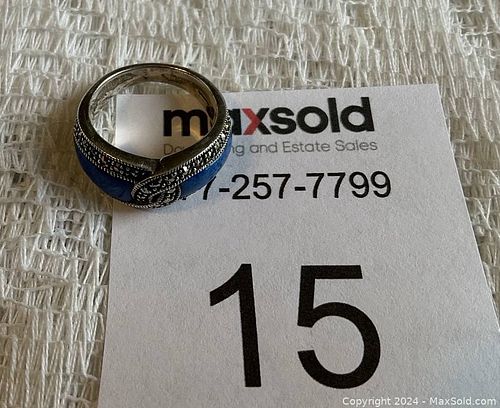 maxsold
and Estate Sales
7-257-7799
15
Copyright 2024 - MaxSold.com